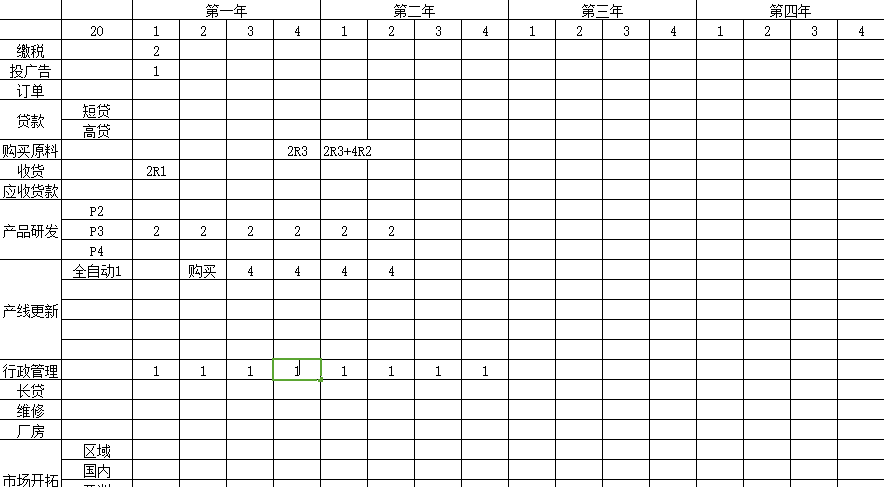 第一年 第二年 第三年 第四年
20 1 2 3 4 1 2 3 4 1 2 3 4 1 2 3 4
缴税 2
投广告 1
订单
贷款 短贷
高贷
购买原料 2R3 2R3+4R2
收货 2R1
应收货款
产品研发 P2
P3 2 2 2 2 2 2
P4
产线更新 全自动1 购买 4 4 4 4
行政管理 1 1 1 1 1 1 1 1
长贷
维修
厂房
市场开拓 区域
国内